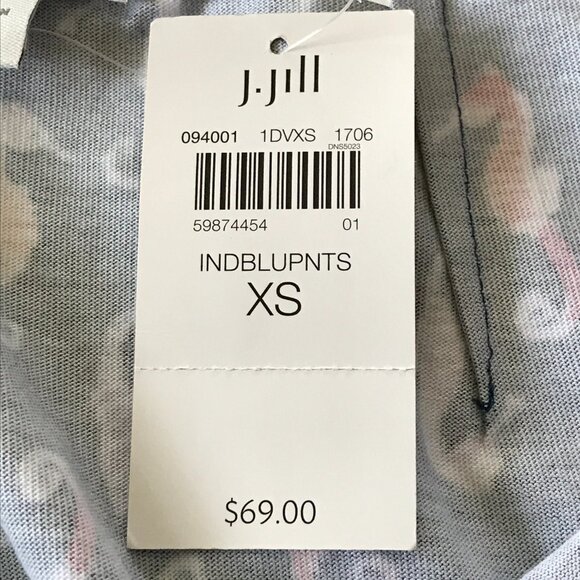 J.Jill
094001 1DVXS 1706
DNS5023
59874454 01
INDBLUPNTS
XS
$69.00